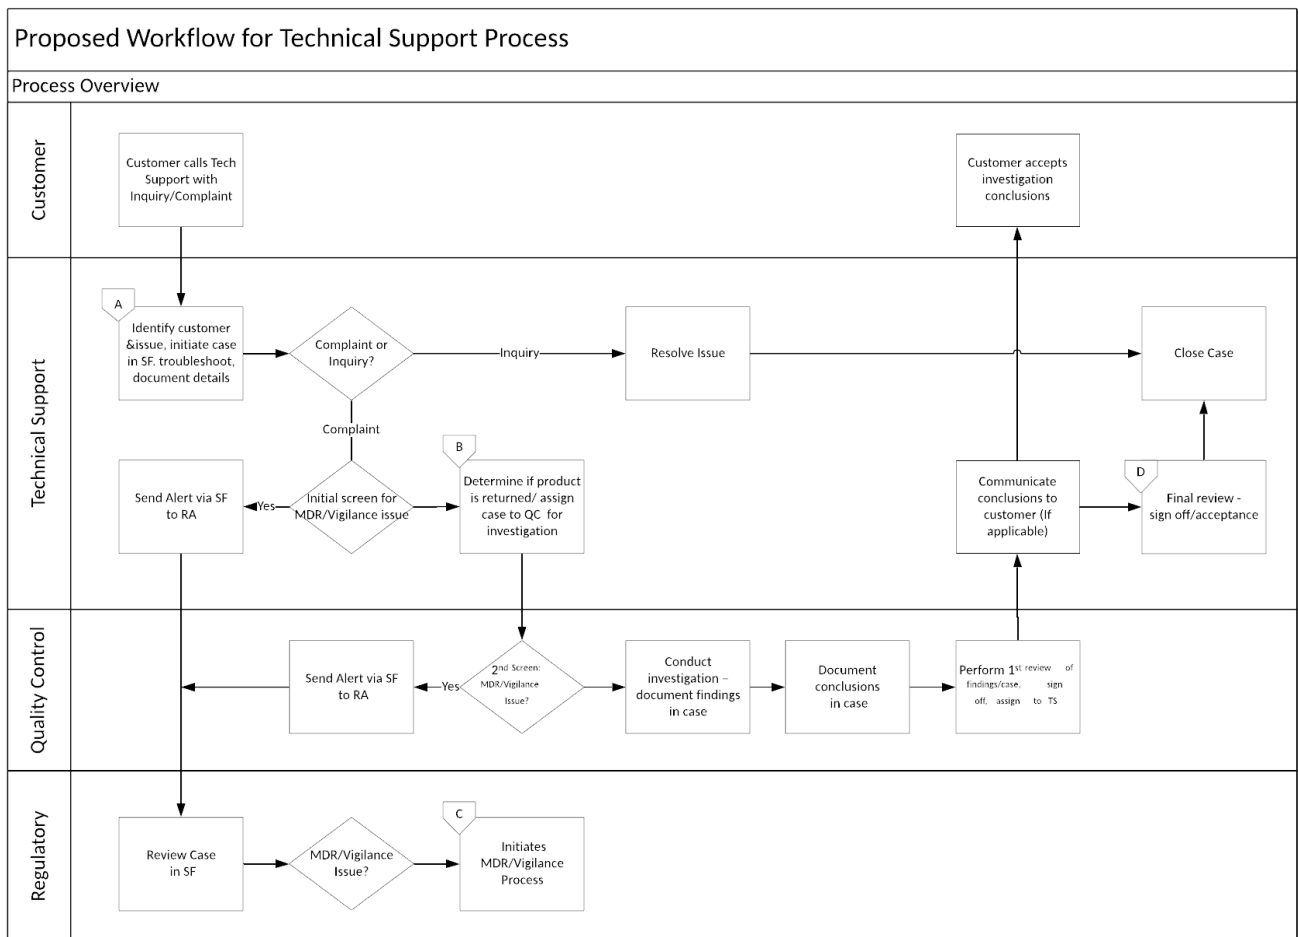 Proposed Workflow for Technical Support Process
Process Overview
Customer
Customer calls Tech
Support with
Inquiry/Complaint
Customer accepts
investigation
conclusions
Technical Support
A
Identify customer
&issue, initiate case
in SF. troubleshoot,
document details
Complaint or
Inquiry?
Inquiry
Resolve Issue
Close Case
Complaint
Send Alert via SF
to RA
Yes
Initial screen for
MDR/Vigilance issue
B
Determine if product
is returned/ assign
case to QC for
investigation
Communicate
conclusions to
customer (If
applicable)
D
Final review -
sign off/acceptance
Quality Control
Send Alert via SF
to RA
Yes
2nd Screen:
MDR/Vigilance
Issue?
Conduct
investigation –
document findings
in case
Document
conclusions
in case
Perform 1st review of
findings/case, sign
off, assign to TS
Regulatory
Review Case
in SF
MDR/Vigilance
Issue?
C
Initiates
MDR/Vigilance
Process